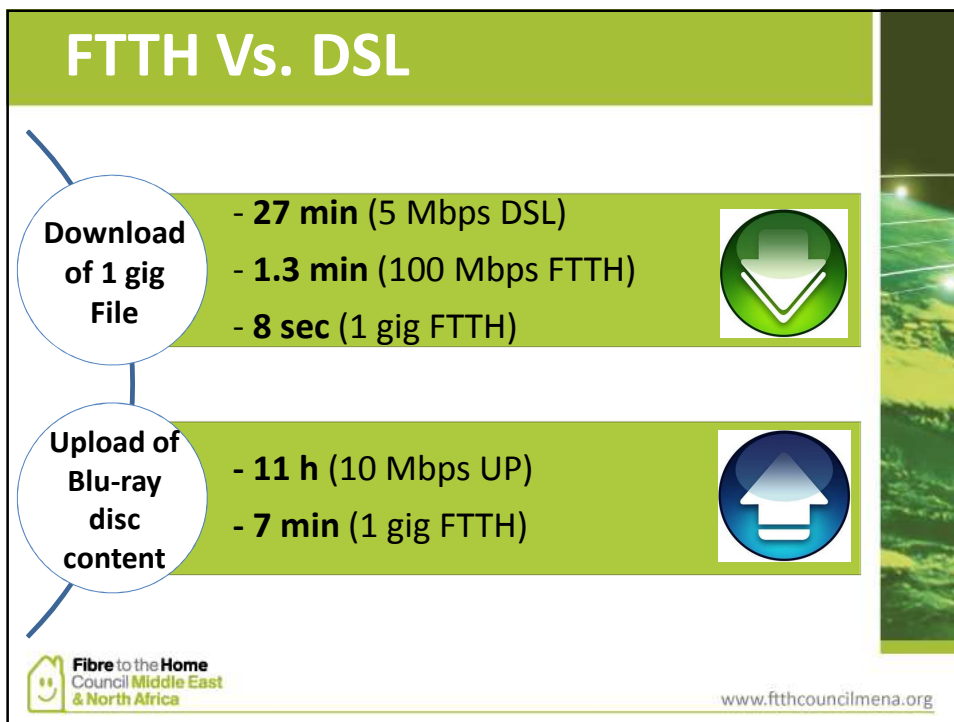 FTTH Vs. DSL
Download
of 1 gig
File
- 27 min (5 Mbps DSL)
- 1.3 min (100 Mbps FTTH)
- 8 sec (1 gig FTTH)
Upload of
Blu-ray
disc
content
- 11 h (10 Mbps UP)
- 7 min (1 gig FTTH)
Fibre to the Home
Council Middle East
& North Africa
www.ftthcouncilmena.org